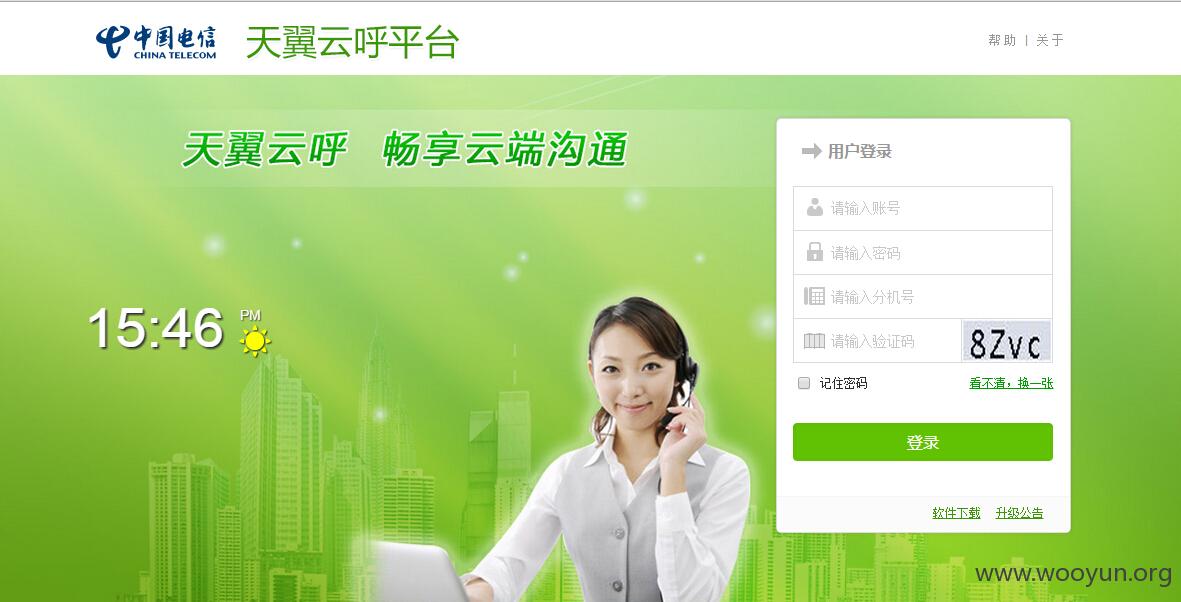 中国电信
CHINA TELECOM
天翼云呼平台
帮助 | 关于
天翼云呼 畅享云端沟通
用户登录
请输入账号
请输入密码
请输入分机号
请输入验证码
8Zvc
记住密码
看不清，换一张
15:46 PM
登录
软件下载 升级公告
www.wooyun.org